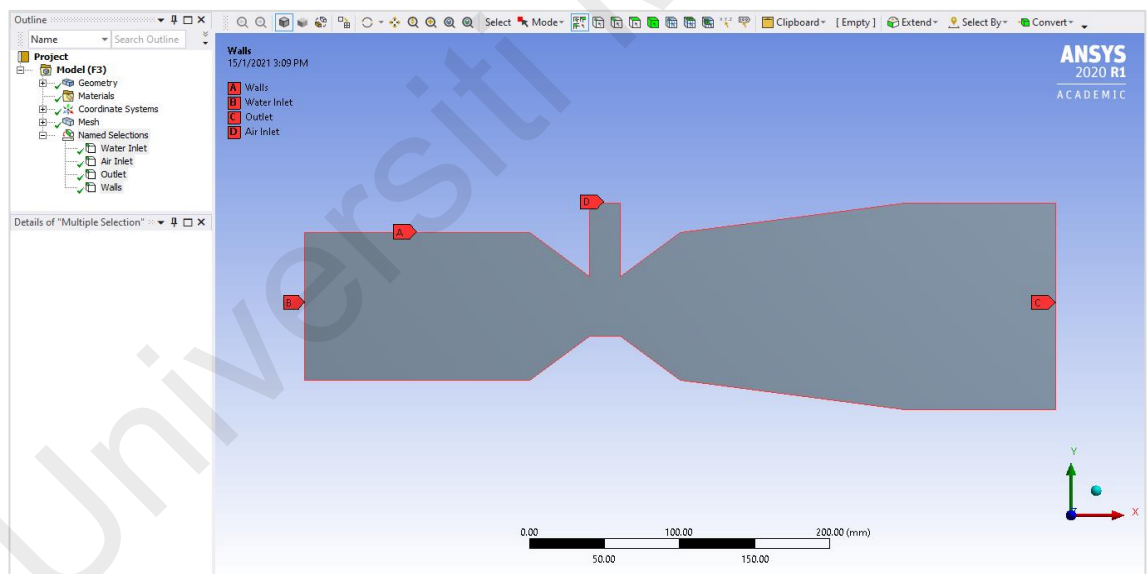 Outline
Name Search Outline
Project
Model (F3)
Geometry
Materials
Coordinate Systems
Mesh
Named Selections
Water Inlet
Air Inlet
Outlet
Walls
Details of "Multiple Selection"
Select Mode Clipboard [ Empty ] Extend Select By Convert
Walls
15/1/2021 3:09 PM
A Walls
B Water Inlet
C Outlet
D Air Inlet
ANSYS
2020 R1
ACADEMIC
D
A
B
C
Y
X
0.00 100.00 200.00 (mm)
50.00 150.00
Universiti